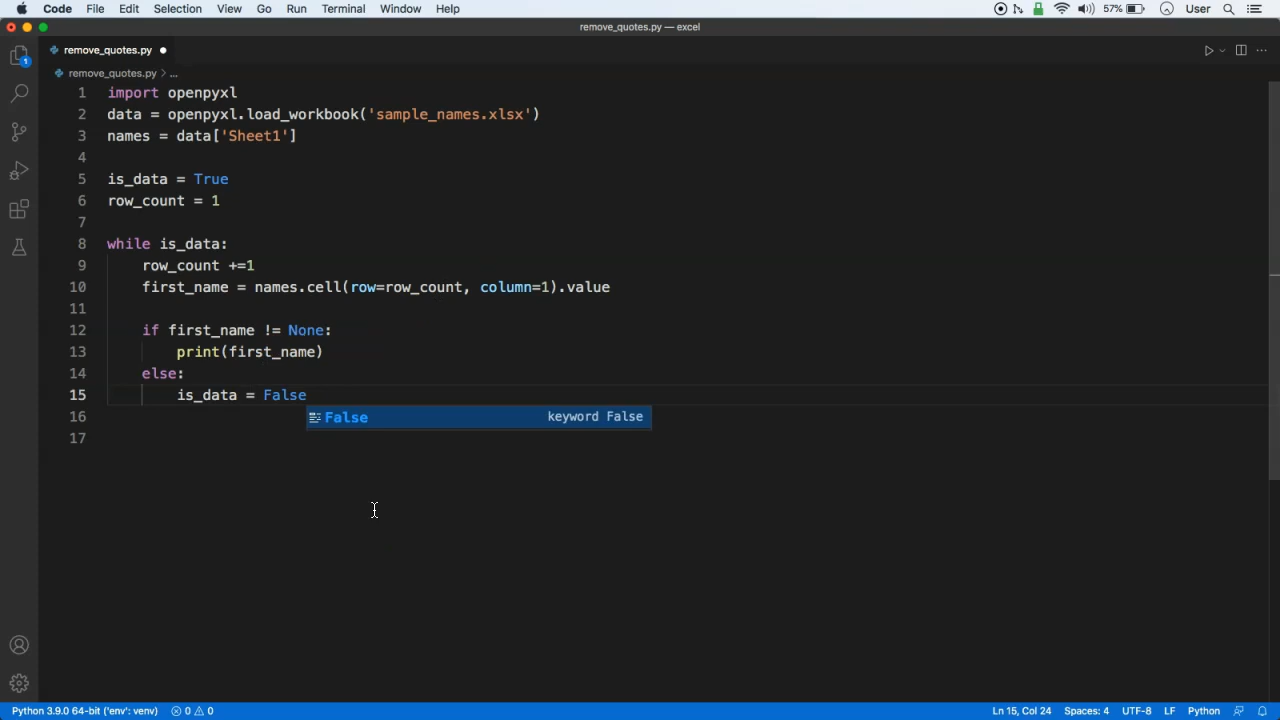 Code File Edit Selection View Go Run Terminal Window Help 57% User
remove_quotes.py — excel
remove_quotes.py
remove_quotes.py > ...
1 import openpyxl
2 data = openpyxl.load_workbook('sample_names.xlsx')
3 names = data['Sheet1']
4
5 is_data = True
6 row_count = 1
7
8 while is_data:
9 row_count +=1
10 first_name = names.cell(row=row_count, column=1).value
11
12 if first_name != None:
13 print(first_name)
14 else:
15 is_data = False
16 False keyword False
17
1
Python 3.9.0 64-bit ('env': venv) 0 0 Ln 15, Col 24 Spaces: 4 UTF-8 LF Python